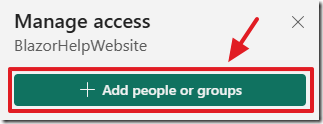 Manage access
BlazorHelpWebsite
Add people or groups